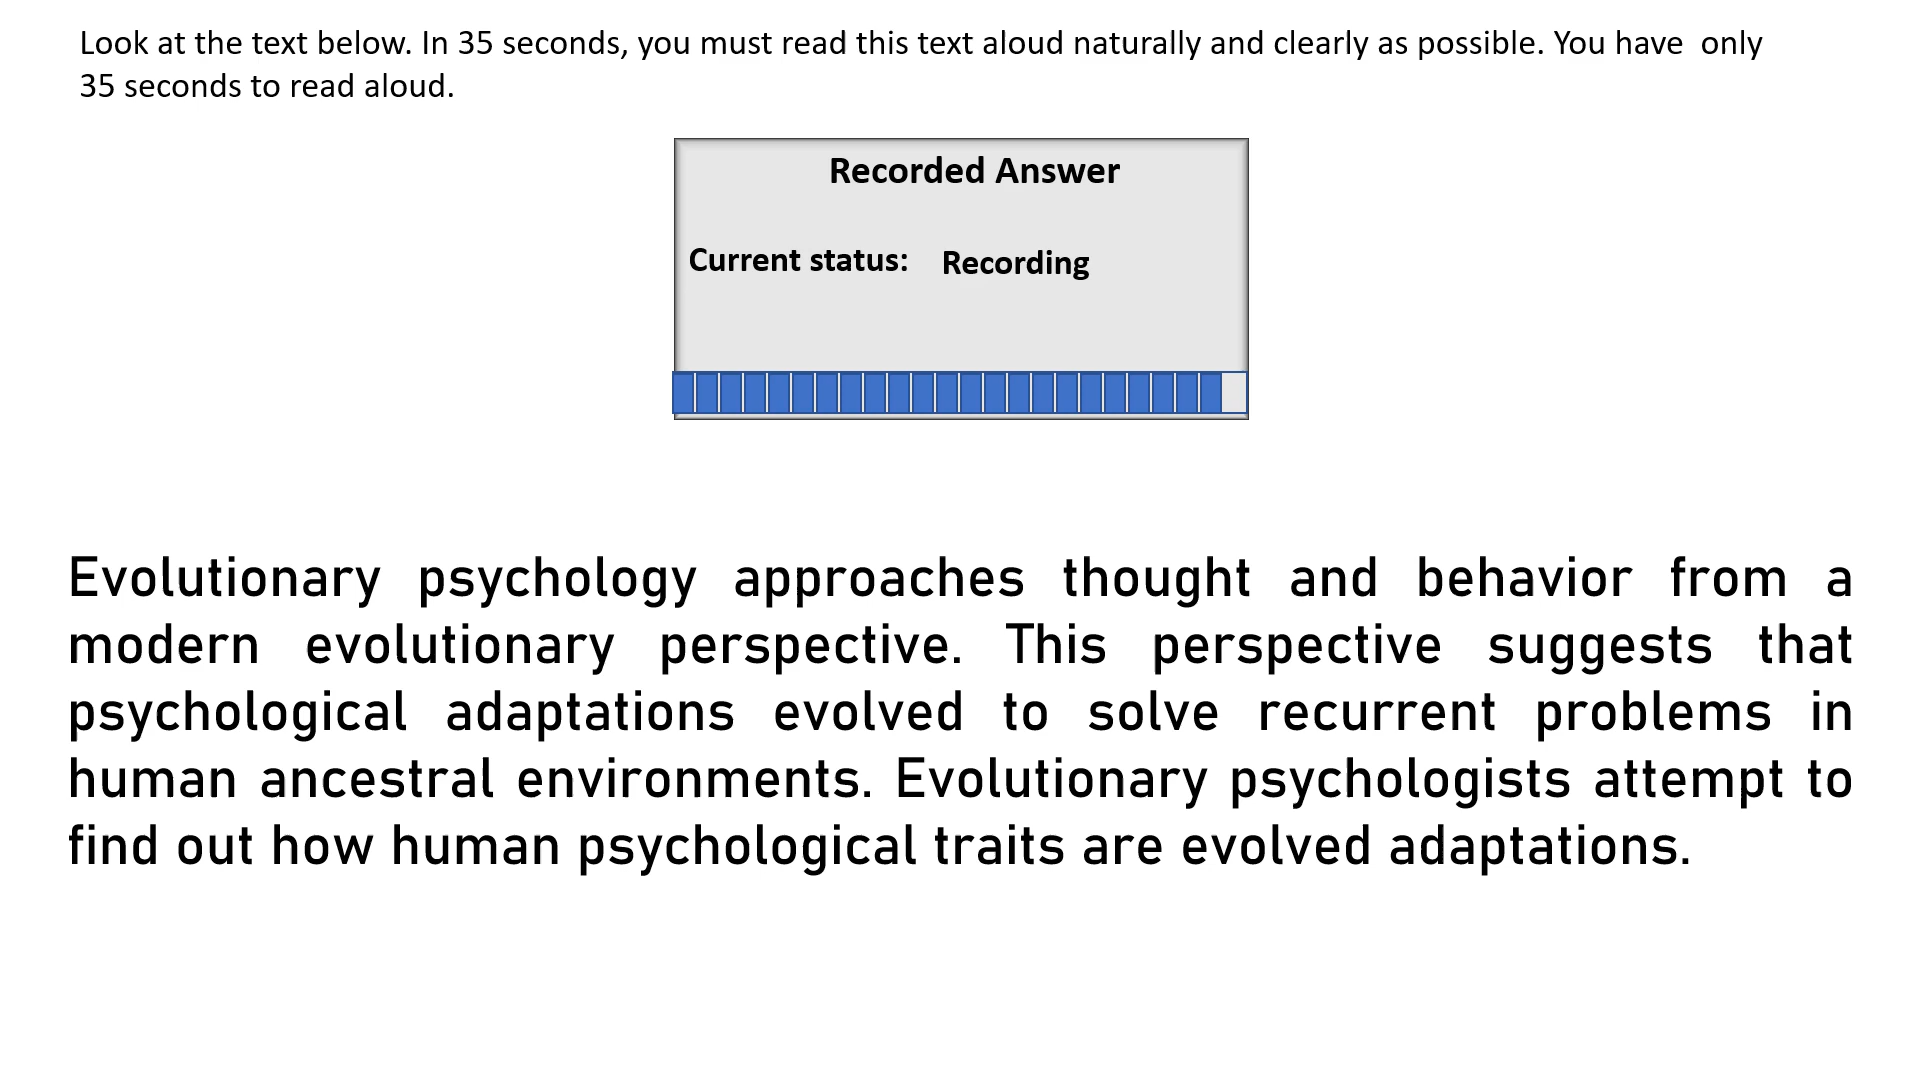 Look at the text below. In 35 seconds, you must read this text aloud naturally and clearly as possible. You have  only
35 seconds to read aloud.
Recorded Answer
Current status: Recording
Evolutionary psychology approaches thought and behavior from a
modern evolutionary perspective. This perspective suggests that
psychological adaptations evolved to solve recurrent problems in
human ancestral environments. Evolutionary psychologists attempt to
find out how human psychological traits are evolved adaptations.